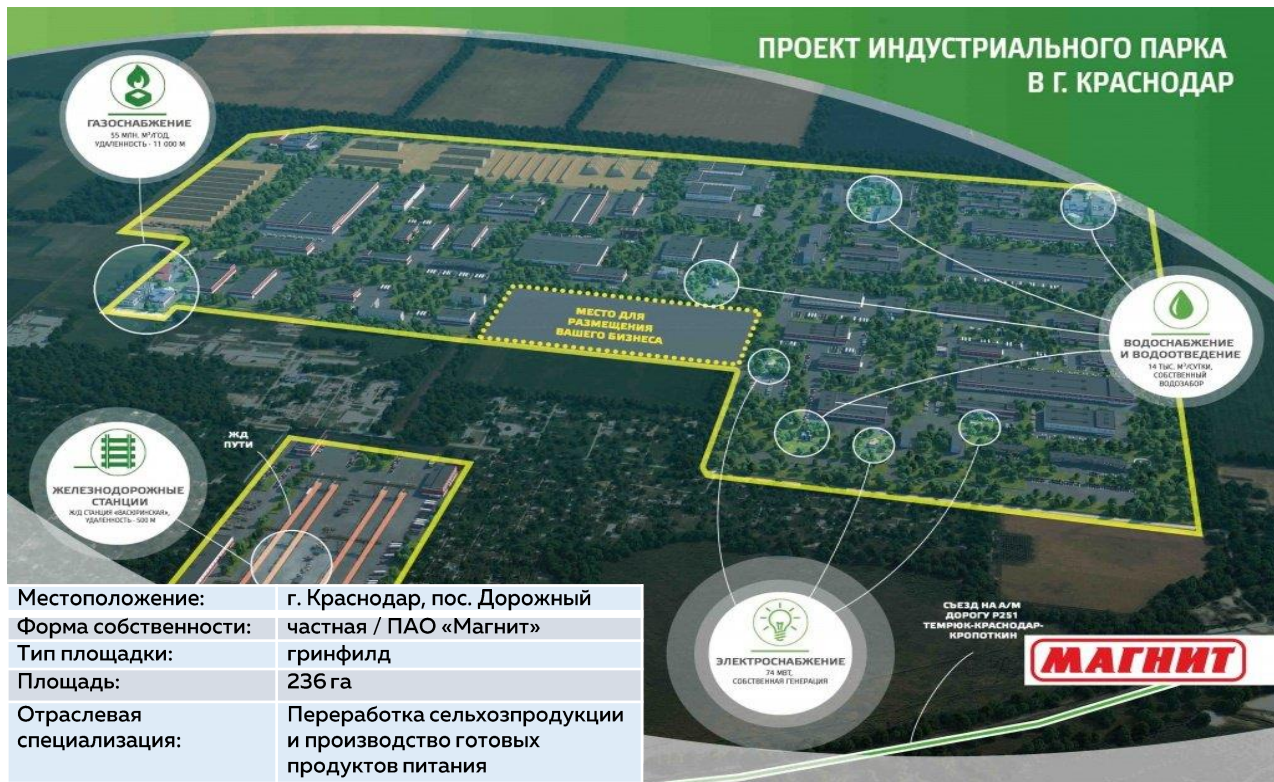 ПРОЕКТ ИНДУСТРИАЛЬНОГО ПАРКА
В Г. КРАСНОДАР
ГАЗОСНАБЖЕНИЕ
55 МЛН. М³/ГОД,
УДАЛЕННОСТЬ - 11 000 М
МЕСТО ДЛЯ
РАЗМЕЩЕНИЯ
ВАШЕГО БИЗНЕСА
ВОДОСНАБЖЕНИЕ
И ВОДООТВЕДЕНИЕ
14 ТЫС. М³/СУТКИ,
СОБСТВЕННЫЙ
ВОДОЗАБОР
ЖД
ПУТИ
ЖЕЛЕЗНОДОРОЖНЫЕ
СТАНЦИИ
Ж/Д СТАНЦИЯ «ВАСЮРИНСКАЯ»,
УДАЛЕННОСТЬ - 500 М
ЭЛЕКТРОСНАБЖЕНИЕ
74 МВТ,
СОБСТВЕННАЯ ГЕНЕРАЦИЯ
СЪЕЗД НА А/М
ДОРОГУ Р251
ТЕМРЮК-КРАСНОДАР-
КРОПОТКИН
МАГНИТ
Местоположение: г. Краснодар, пос. Дорожный
Форма собственности: частная / ПАО «Магнит»
Тип площадки: гринфилд
Площадь: 236 га
Отраслевая специализация: Переработка сельхозпродукции
и производство готовых
продуктов питания